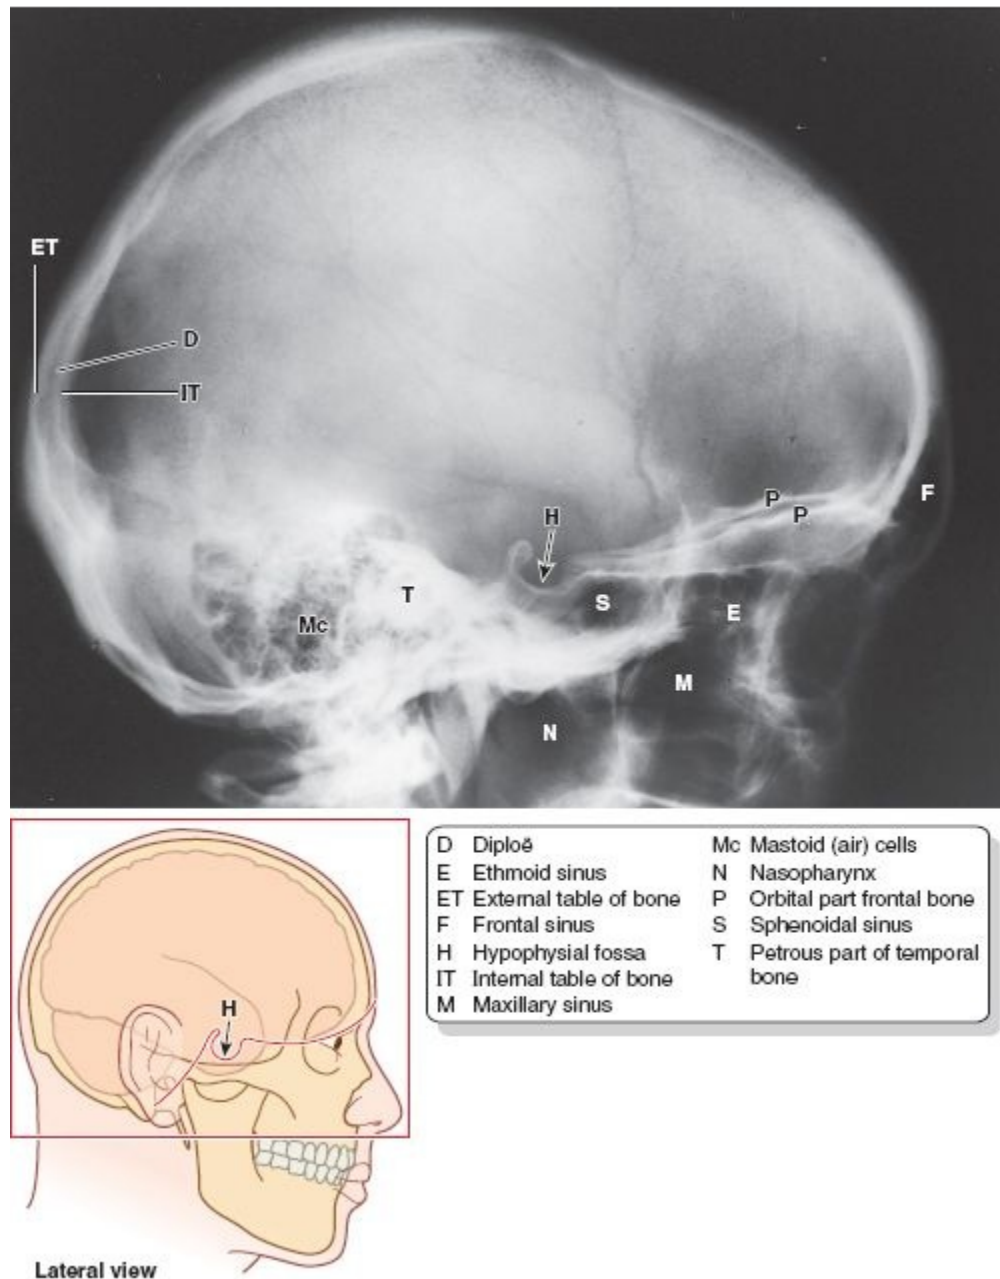 ET
D
IT
H
P
P
F
T
S
E
Mc
M
N
D Diploë
E Ethmoid sinus
ET External table of bone
F Frontal sinus
H Hypophysial fossa
IT Internal table of bone
M Maxillary sinus
Mc Mastoid (air) cells
N Nasopharynx
P Orbital part frontal bone
S Sphenoidal sinus
T Petrous part of temporal
bone
H
Lateral view